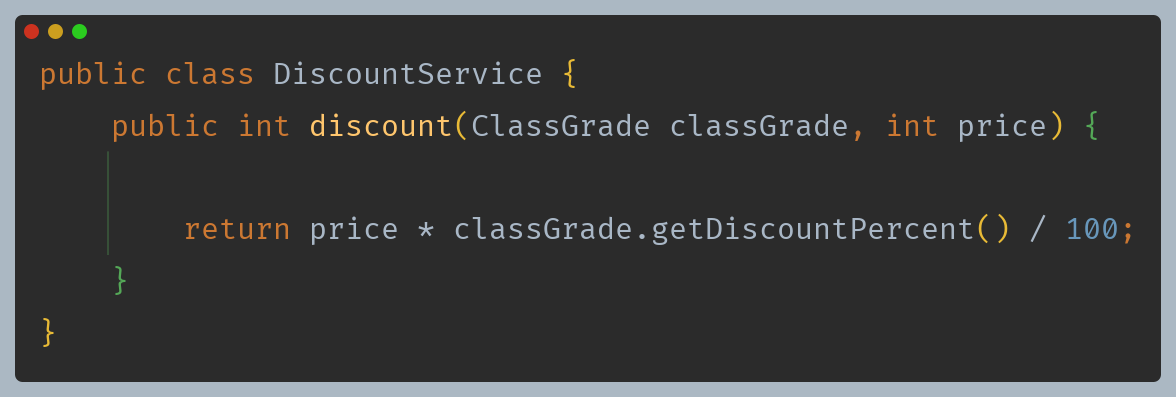 public class DiscountService {
    public int discount(ClassGrade classGrade, int price) {

        return price * classGrade.getDiscountPercent() / 100;
    }
}